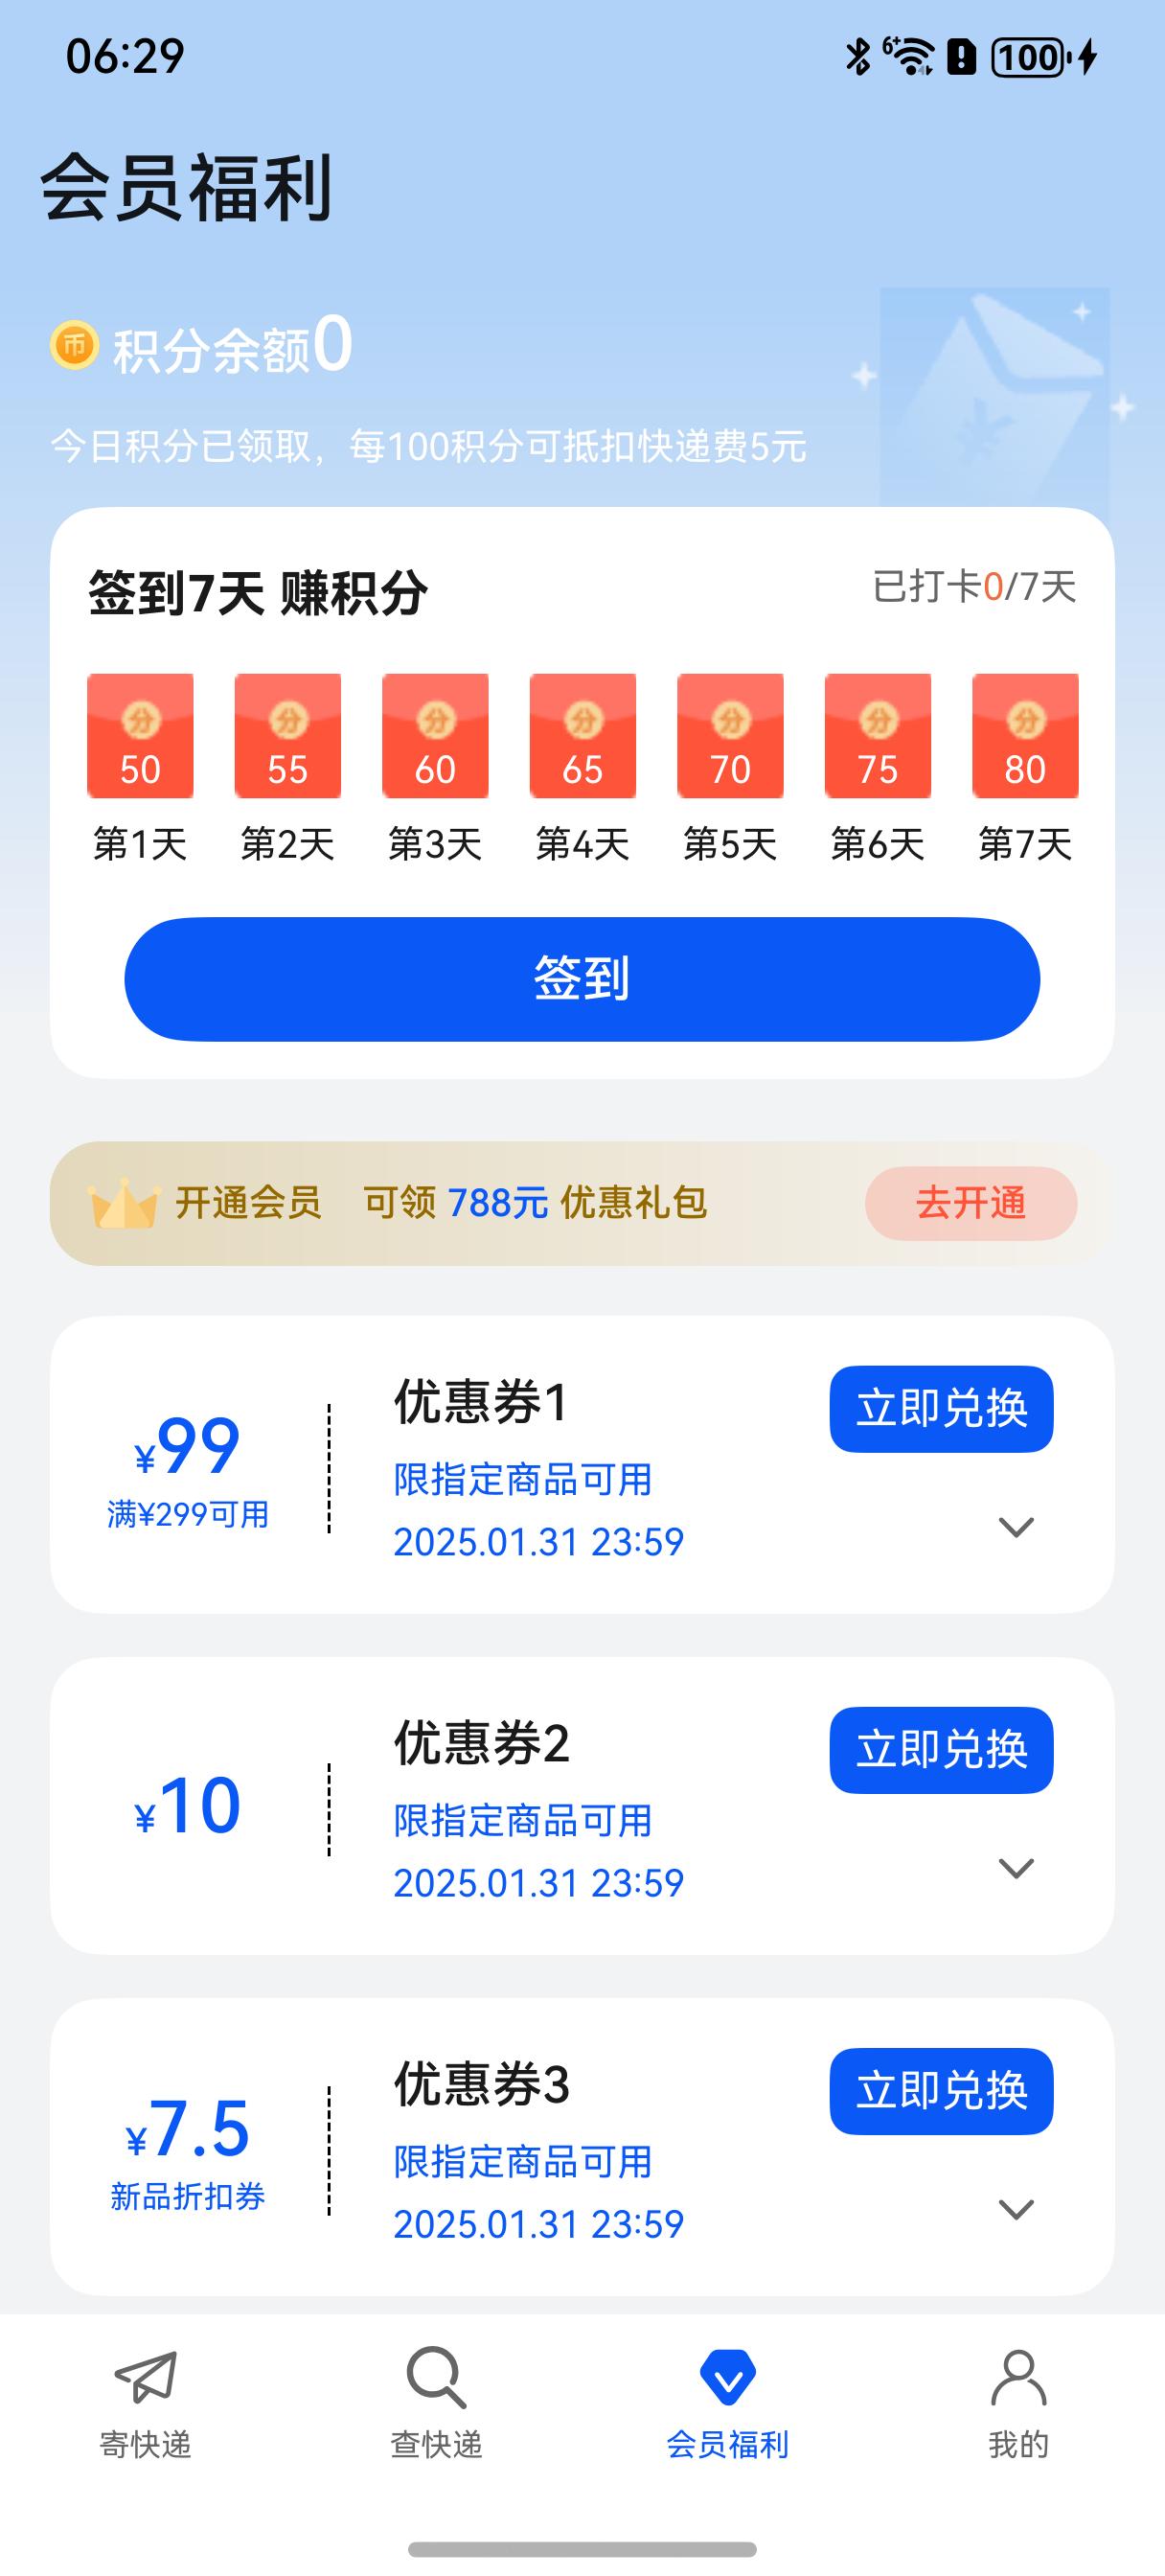 06:29
6+
100
会员福利
币 积分余额0
今日积分已领取，每100积分可抵扣快递费5元
签到7天 赚积分 已打卡0/7天
分 分 分 分 分 分 分
50 55 60 65 70 75 80
第1天 第2天 第3天 第4天 第5天 第6天 第7天
签到
开通会员 可领 788元 优惠礼包 去开通
优惠券1 立即兑换
¥99
满¥299可用
限指定商品可用
2025.01.31 23:59
优惠券2 立即兑换
¥10
限指定商品可用
2025.01.31 23:59
优惠券3 立即兑换
¥7.5
新品折扣券
限指定商品可用
2025.01.31 23:59
寄快递 查快递 会员福利 我的